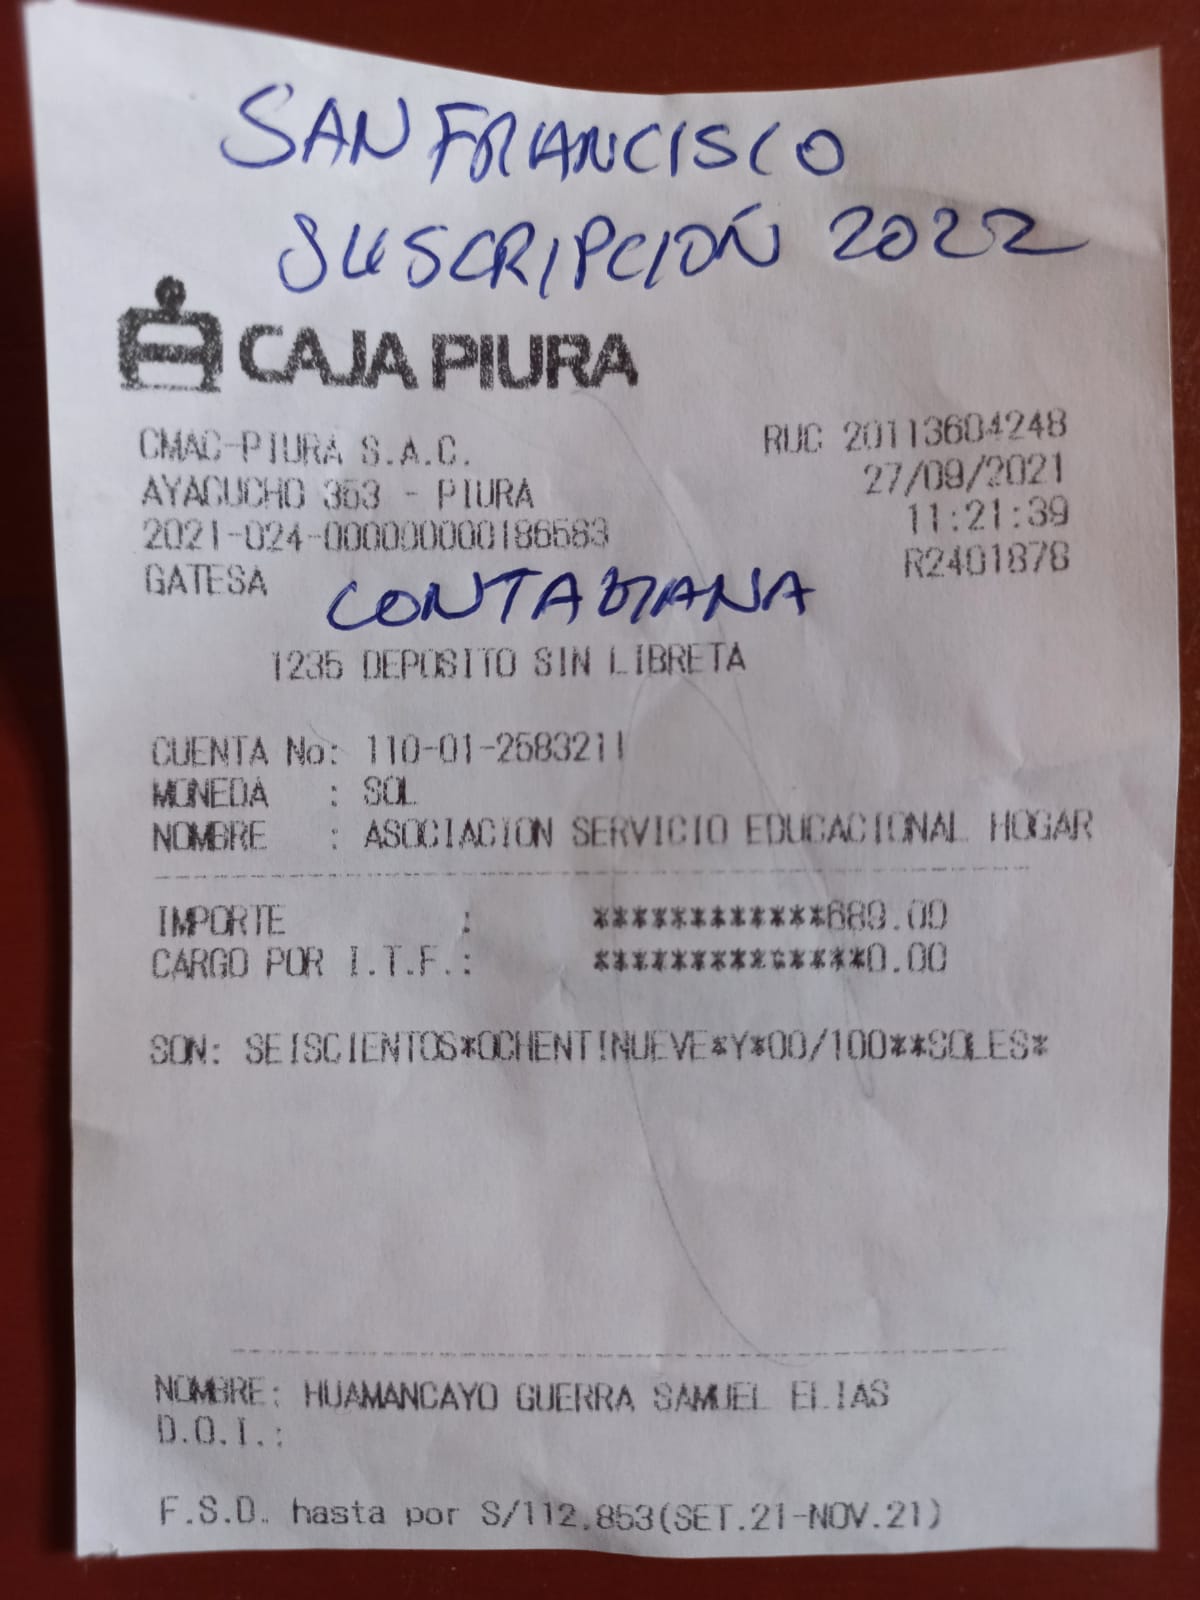 SAN FRANCISCO
SUSCRIPCIÓN 2022
CAJA PIURA
CMAC-PIURA S.A.C. RUC 20113604248
AYACUCHO 353 - PIURA 27/09/2021
2021-024-000000000186583 11:21:39
GATESA R2401878
CONTADIANA
1235 DEPOSITO SIN LIBRETA
CUENTA No: 110-01-2583211
MONEDA : SOL
NOMBRE : ASOCIACION SERVICIO EDUCACIONAL HOGAR
IMPORTE : ************689.00
CARGO POR I.T.F.: **************0.00
SON: SEISCIENTOS*OCHENTINUEVE*Y*00/100**SOLES*
NOMBRE: HUAMANCAYO GUERRA SAMUEL ELIAS
D.O.I.:
F.S.D. hasta por S/112,853(SET.21-NOV.21)